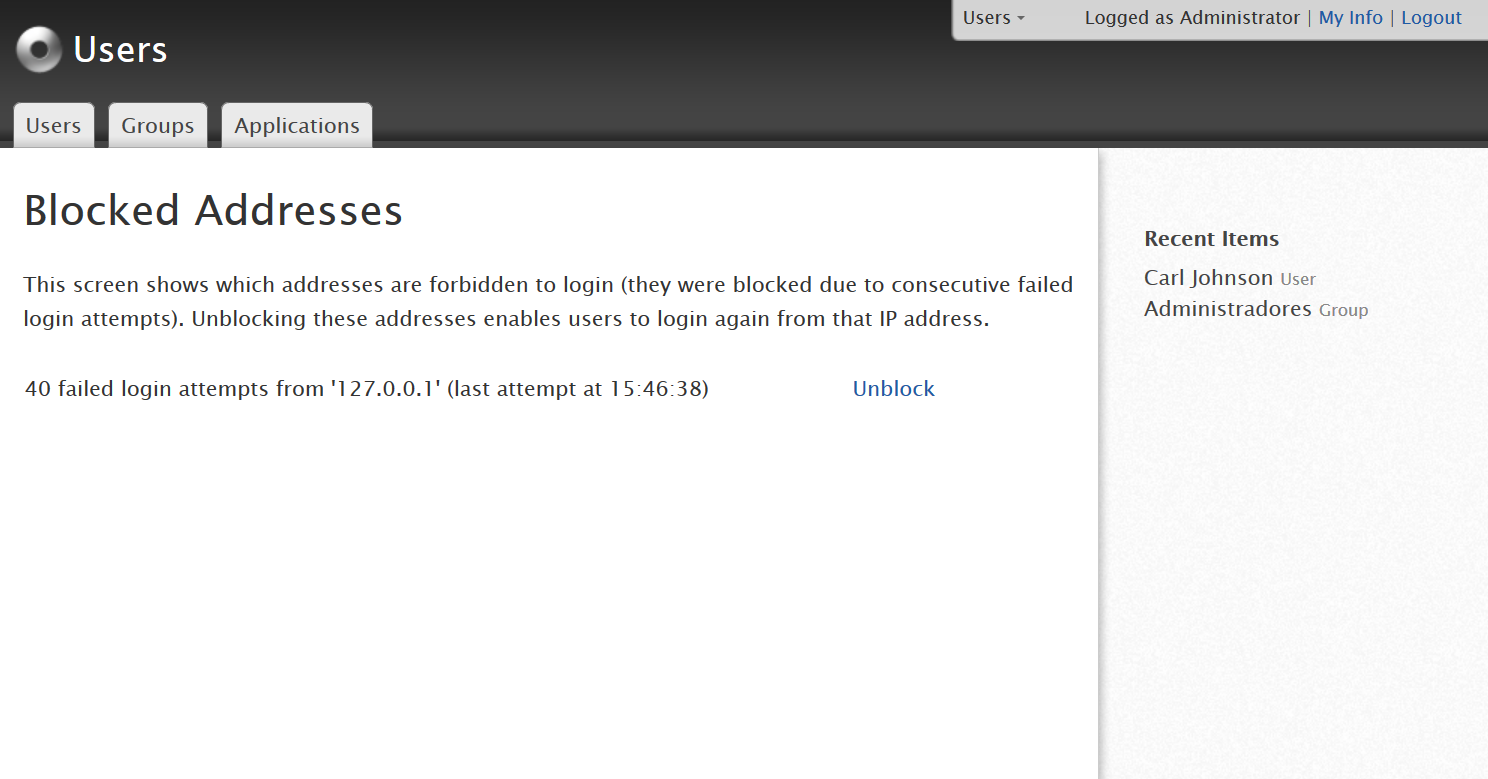 Users
Logged as Administrator | My Info | Logout
Users
Users
Groups
Applications
Blocked Addresses
This screen shows which addresses are forbidden to login (they were blocked due to consecutive failed
login attempts). Unblocking these addresses enables users to login again from that IP address.
40 failed login attempts from '127.0.0.1' (last attempt at 15:46:38)
Unblock
Recent Items
Carl Johnson User
Administradores Group